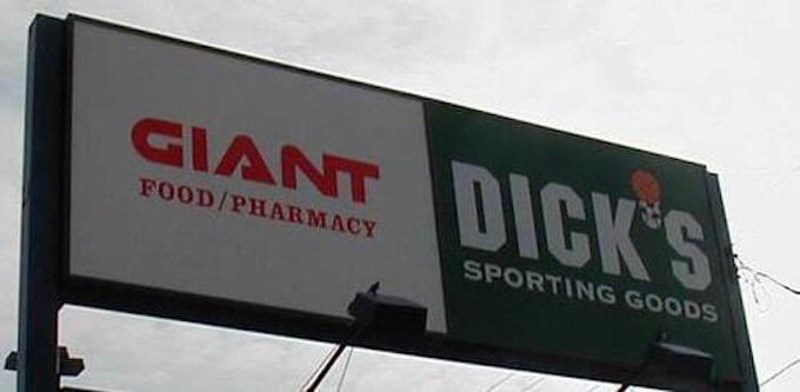 GIANT
FOOD/PHARMACY
DICK'S
SPORTING GOODS